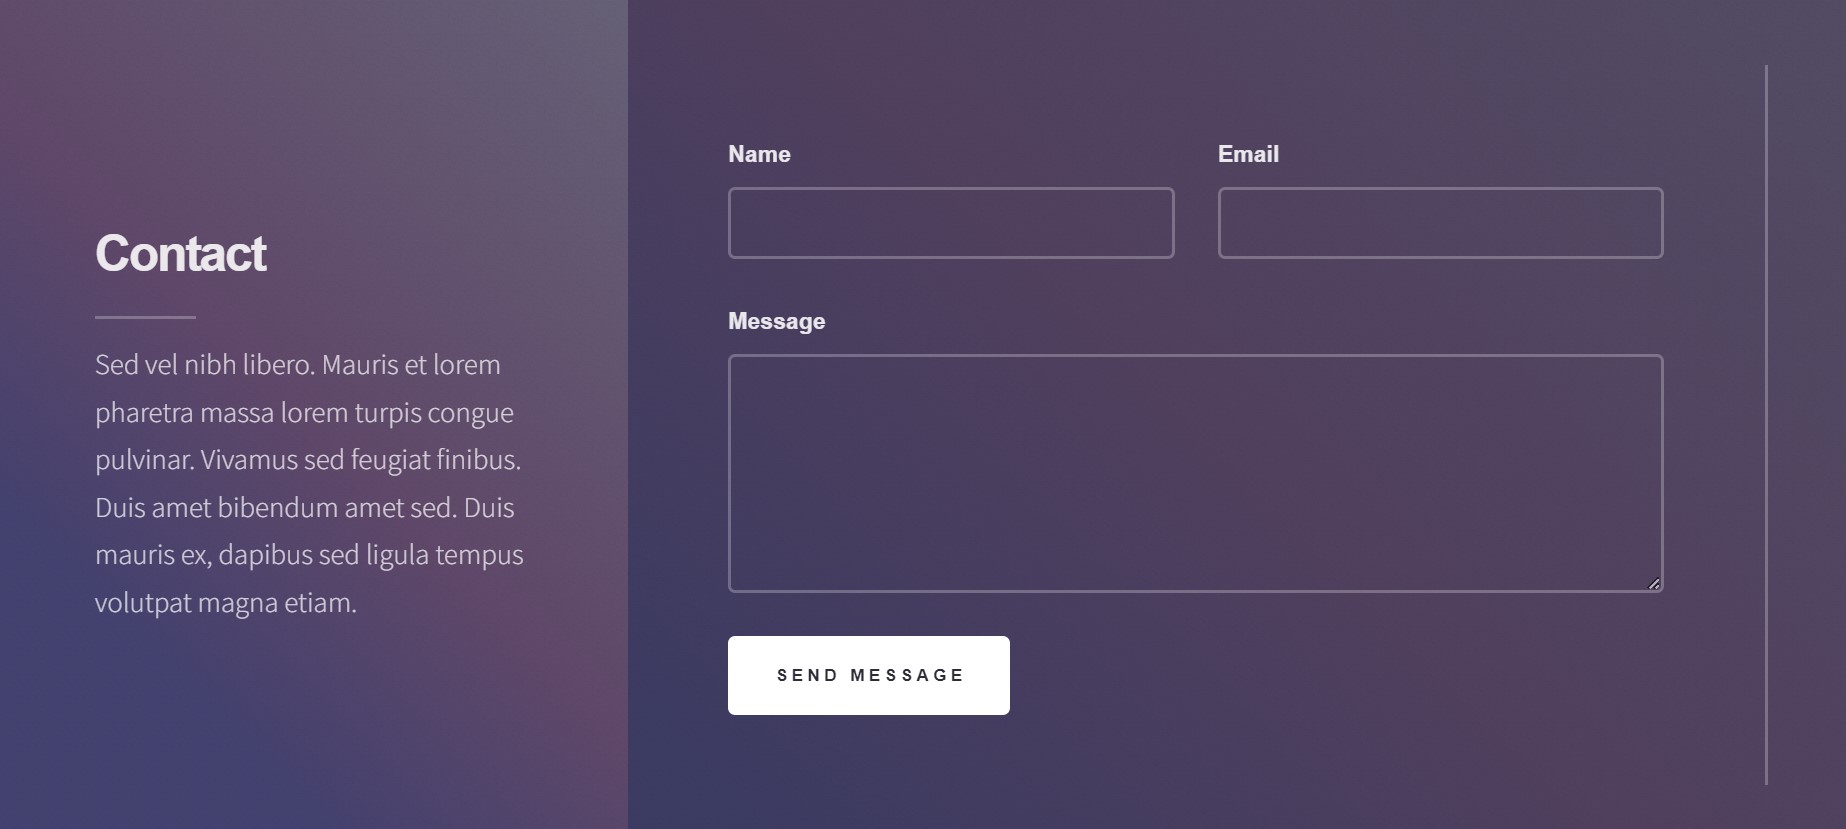 Contact
Sed vel nibh libero. Mauris et lorem
pharetra massa lorem turpis congue
pulvinar. Vivamus sed feugiat finibus.
Duis amet bibendum amet sed. Duis
mauris ex, dapibus sed ligula tempus
volutpat magna etiam.
Name
Email
Message
SEND MESSAGE